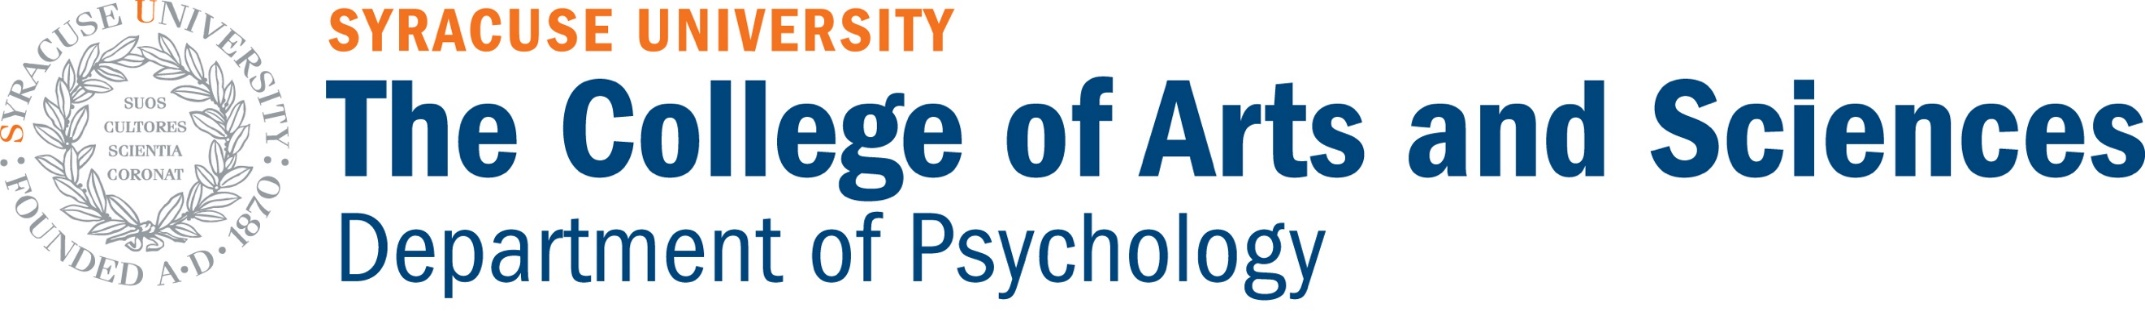 SYRACUSE UNIVERSITY
FOUNDED A·D·1870
SUOS
CULTORES
SCIENTIA
CORONAT
SYRACUSE UNIVERSITY
The College of Arts and Sciences
Department of Psychology